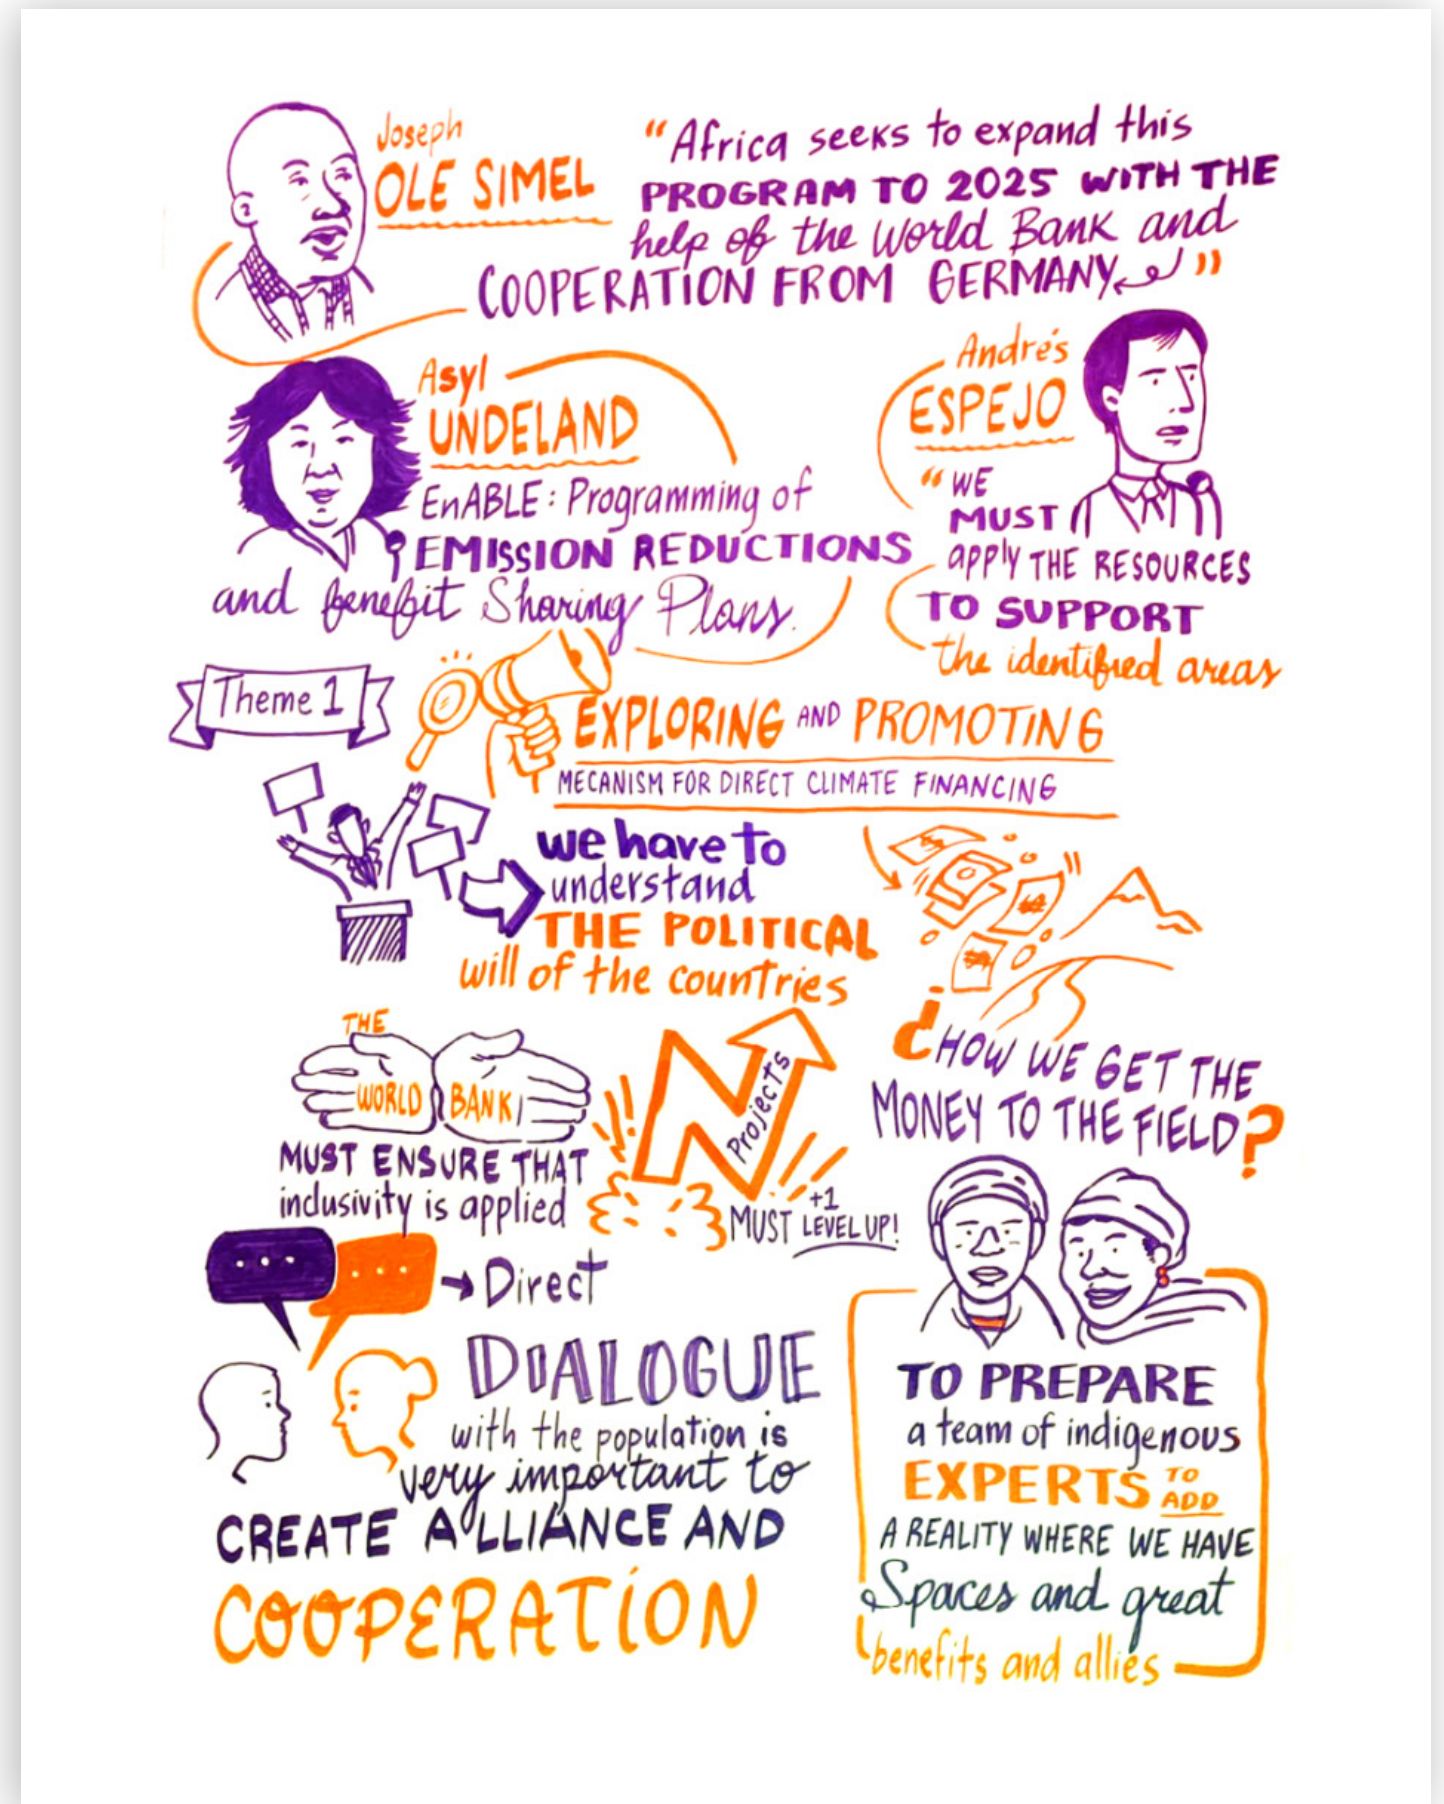 Joseph
OLE SIMEL
"Africa seeks to expand this
PROGRAM TO 2025 WITH THE
help of the World Bank and
COOPERATION FROM GERMANY"
Asyl
UNDELAND
EnABLE: Programming of
EMISSION REDUCTIONS
and benefit Sharing Plans.
Andrés
ESPEJO
"WE
MUST
apply THE RESOURCES
TO SUPPORT
the identified areas
Theme 1
EXPLORING AND PROMOTING
MECANISM FOR DIRECT CLIMATE FINANCING
we have to
understand
THE POLITICAL
will of the countries
$
$
$
¿HOW WE GET THE
MONEY TO THE FIELD?
THE
WORLD BANK
MUST ENSURE THAT
inclusivity is applied
Projects
+1
MUST LEVEL UP!
Direct
DIALOGUE
with the population is
very important to
CREATE ALLIANCE AND
COOPERATION
TO PREPARE
a team of indigenous
EXPERTS TO
ADD
A REALITY WHERE WE HAVE
Spaces and great
benefits and allies